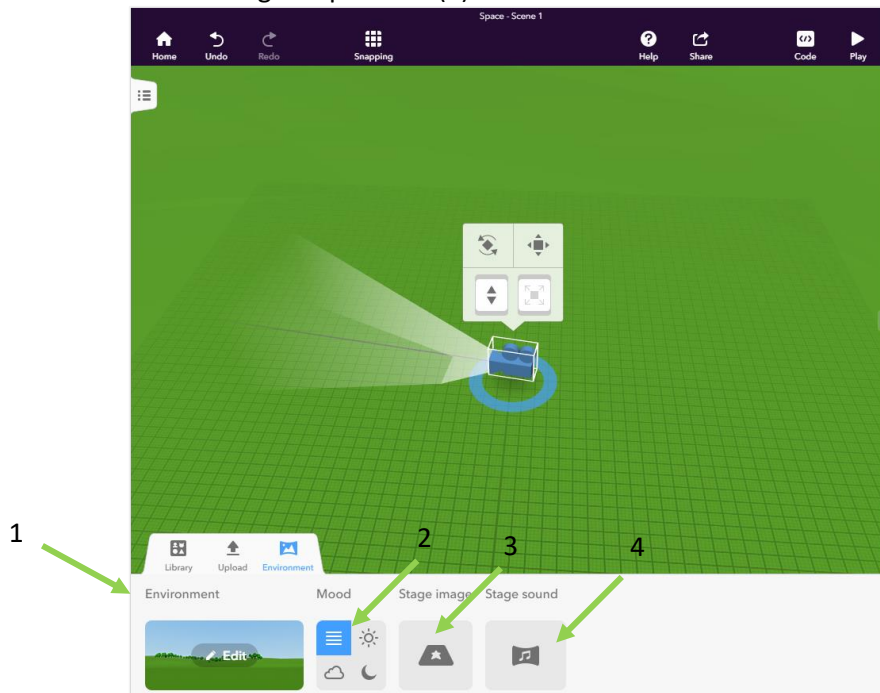 Space - Scene 1
Home Undo Redo Snapping Help Share Code Play
1
2
3
4
Library Upload Environment
Environment Mood Stage image Stage sound
Edit